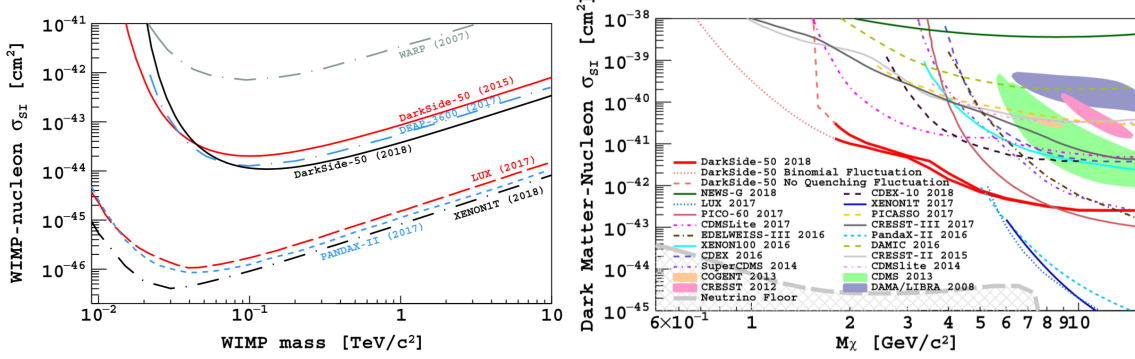 WIMP-nucleon σSI [cm²]
10⁻⁴¹
10⁻⁴²
10⁻⁴³
10⁻⁴⁴
10⁻⁴⁵
10⁻⁴⁶
WARP (2007)
DarkSide-50 (2015)
DEAP-3600 (2017)
DarkSide-50 (2018)
LUX (2017)
XENON1T (2018)
PANDAX-II (2017)
10⁻²
10⁻¹
1
10
WIMP mass [TeV/c²]
Dark Matter-Nucleon σSI [cm²]
10⁻³⁸
10⁻³⁹
10⁻⁴⁰
10⁻⁴¹
10⁻⁴²
10⁻⁴³
10⁻⁴⁴
10⁻⁴⁵
DarkSide-50 2018
DarkSide-50 Binomial Fluctuation
DarkSide-50 No Quenching Fluctuation
NEWS-G 2018
LUX 2017
PICO-60 2017
CDMSLite 2017
EDELWEISS-III 2016
XENON100 2016
CDEX 2016
SuperCDMS 2014
COGENT 2013
CRESST 2012
Neutrino Floor
CDEX-10 2018
XENON1T 2017
PICASSO 2017
CRESST-III 2017
PandaX-II 2016
DAMIC 2016
CRESST-II 2015
CDMSlite 2014
CDMS 2013
DAMA/LIBRA 2008
6×10⁻¹ 1 2 3 4 5 6 7 8 9 10
Mχ [GeV/c²]